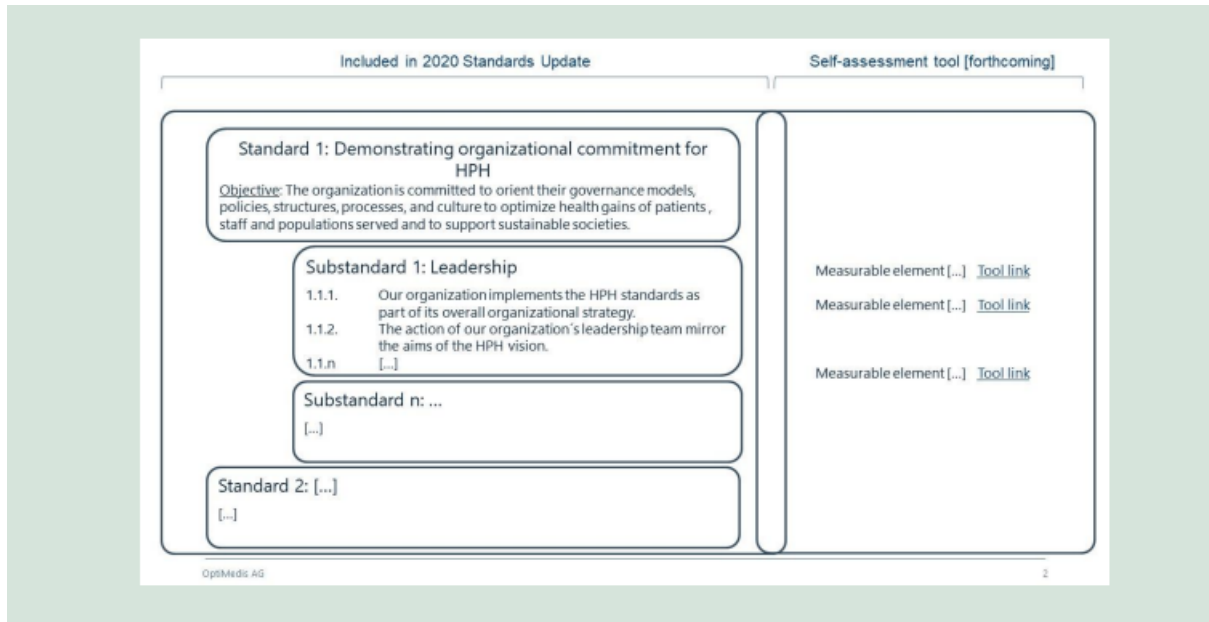 Included in 2020 Standards Update
Self-assessment tool [forthcoming]
Standard 1: Demonstrating organizational commitment for
HPH
Objective: The organization is committed to orient their governance models,
policies, structures, processes, and culture to optimize health gains of patients ,
staff and populations served and to support sustainable societies.
Substandard 1: Leadership
1.1.1. Our organization implements the HPH standards as
part of its overall organizational strategy.
1.1.2. The action of our organization´s leadership team mirror
the aims of the HPH vision.
1.1.n [...]
Substandard n: ...
[...]
Standard 2: [...]
[...]
Measurable element [...] Tool link
Measurable element [...] Tool link
Measurable element [...] Tool link
OptiMedis AG
2